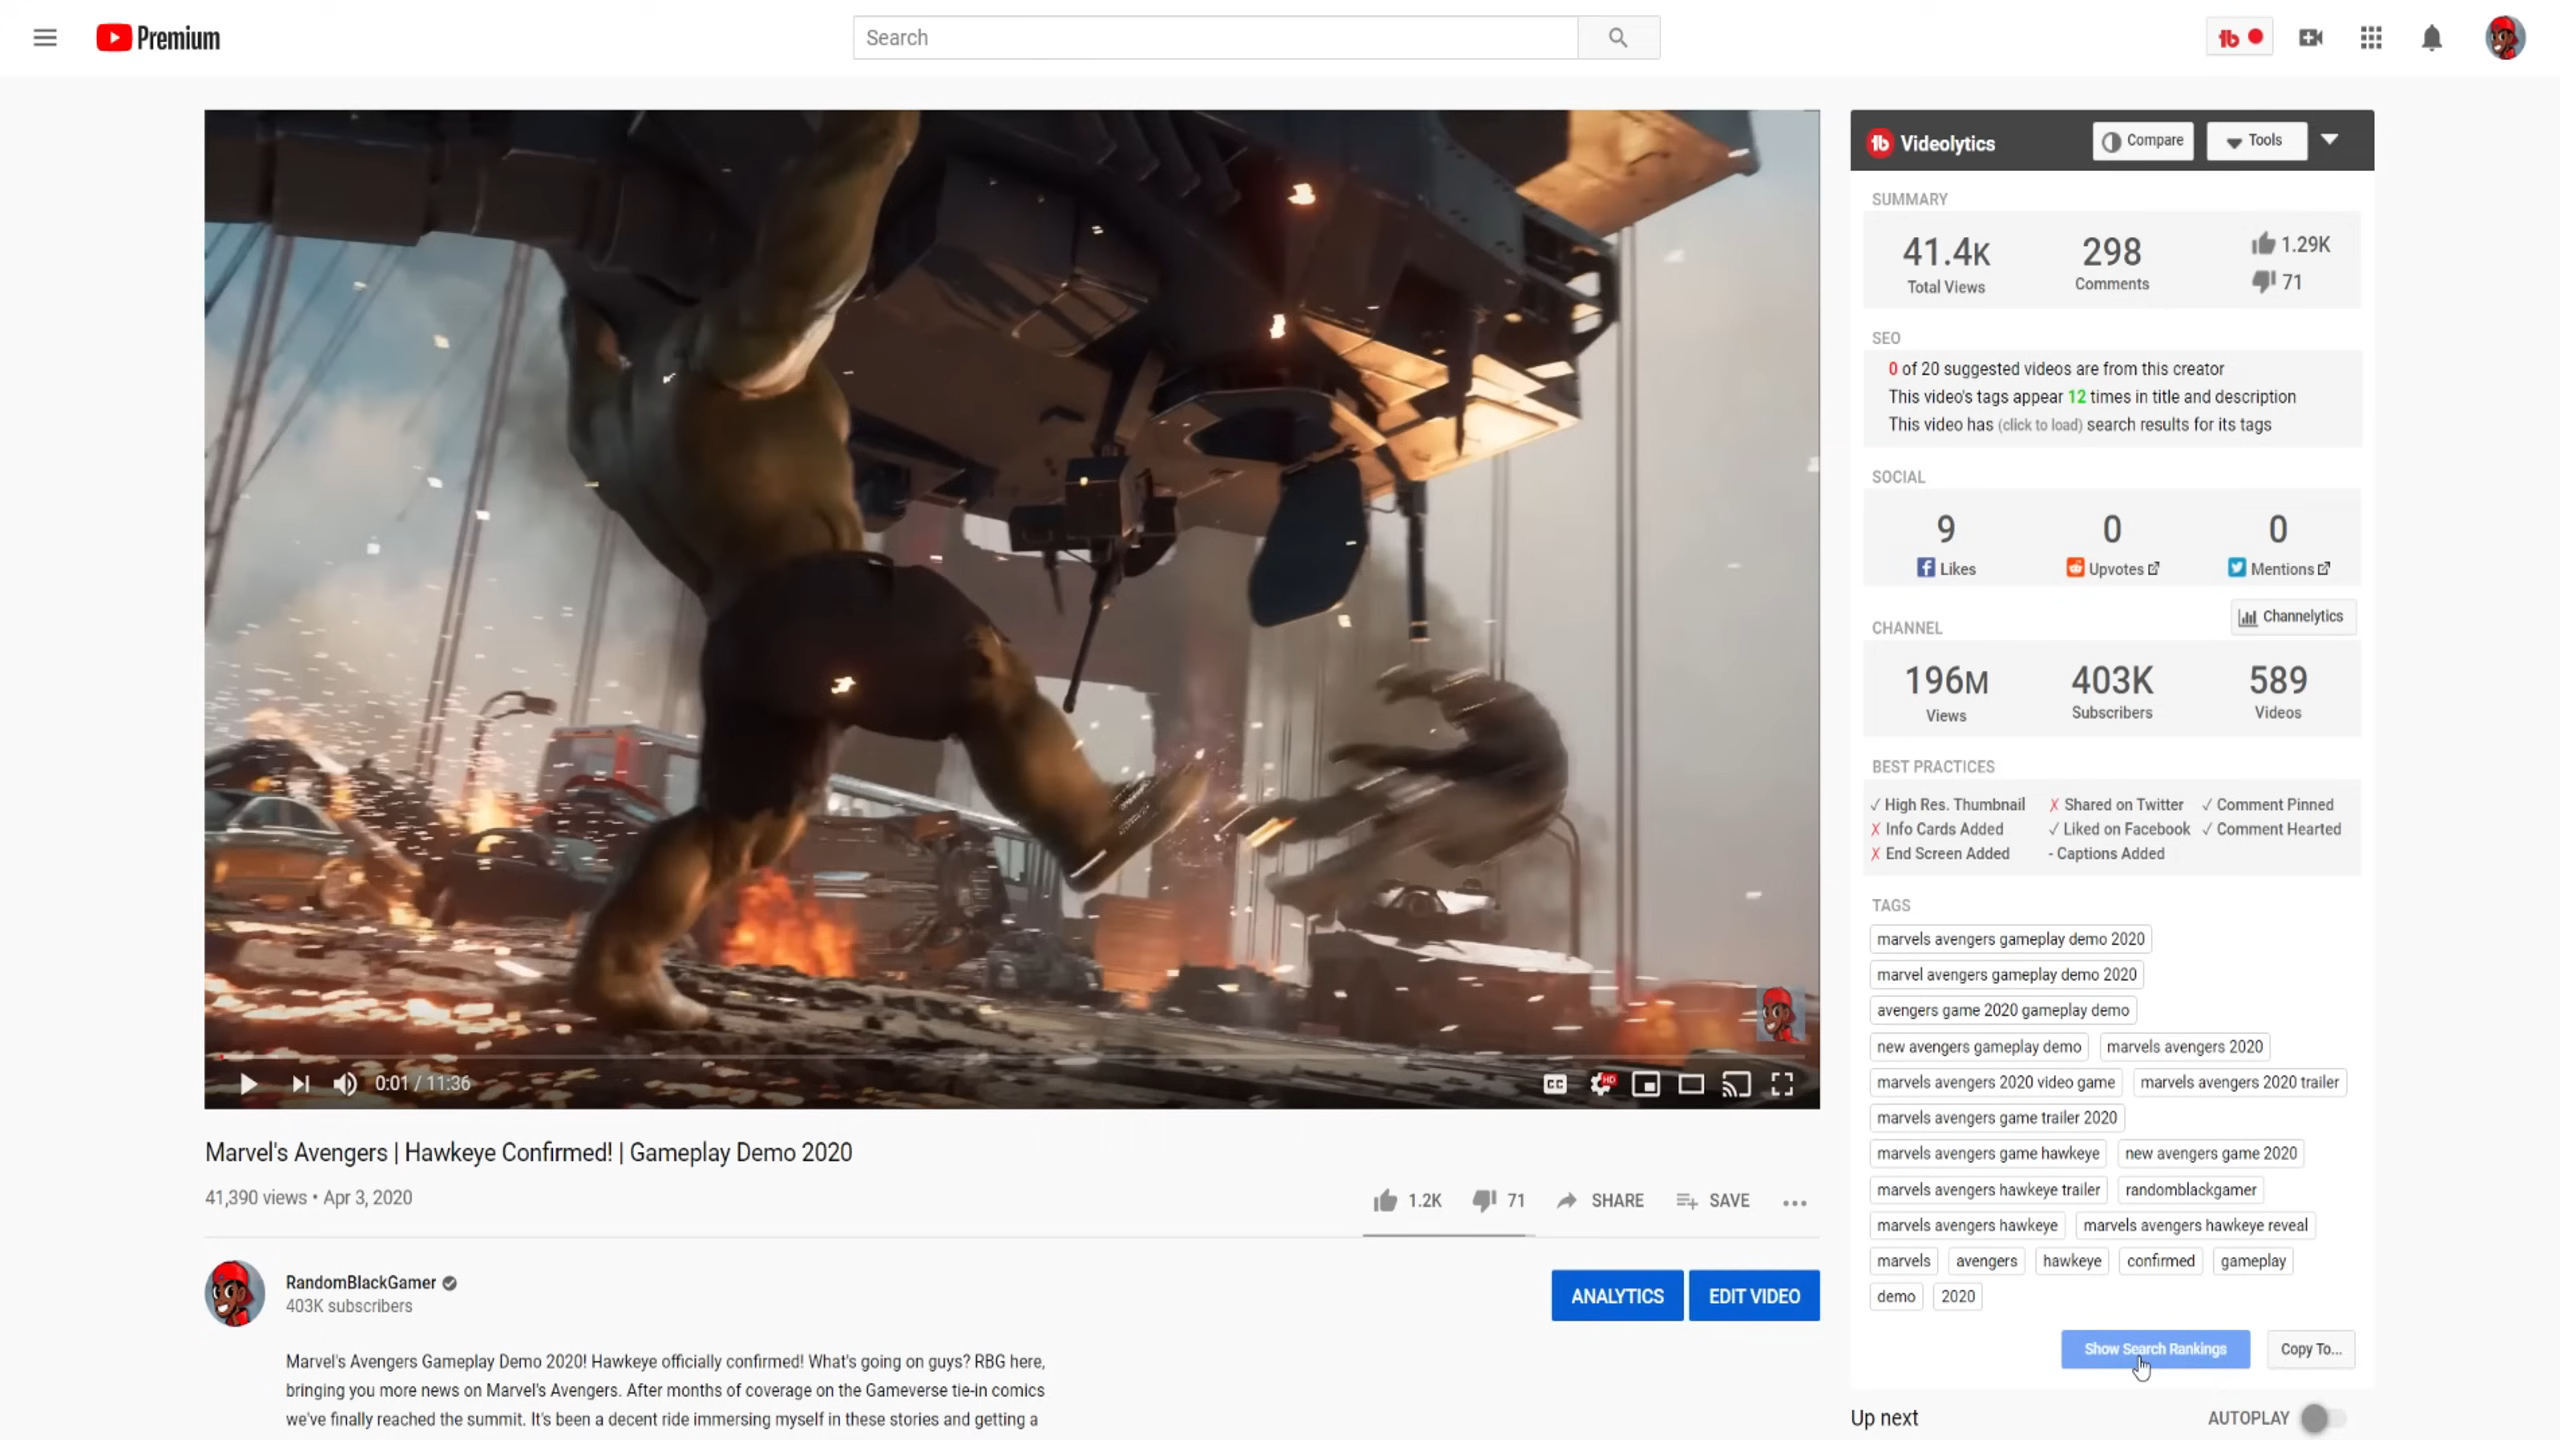 Premium
Search
Videolytics
Compare
Tools
SUMMARY
41.4K
298
1.29K
Total Views
Comments
71
SEO
0 of 20 suggested videos are from this creator
This video's tags appear 12 times in title and description
This video has (click to load) search results for its tags
SOCIAL
9
0
0
Likes
Upvotes
Mentions
CHANNEL
Channelytics
196M
403K
589
Views
Subscribers
Videos
BEST PRACTICES
✓ High Res. Thumbnail
✗ Shared on Twitter
✓ Comment Pinned
✗ Info Cards Added
✓ Liked on Facebook
✓ Comment Hearted
✗ End Screen Added
- Captions Added
TAGS
marvels avengers gameplay demo 2020
marvel avengers gameplay demo 2020
avengers game 2020 gameplay demo
new avengers gameplay demo
marvels avengers 2020
marvels avengers 2020 video game
marvels avengers 2020 trailer
marvels avengers game trailer 2020
marvels avengers game hawkeye
new avengers game 2020
marvels avengers hawkeye trailer
randomblackgamer
marvels avengers hawkeye
marvels avengers hawkeye reveal
marvels
avengers
hawkeye
confirmed
gameplay
demo
2020
Show Search Rankings
Copy To...
Up next
AUTOPLAY
0:01 / 11:36
CC
HD
Marvel's Avengers | Hawkeye Confirmed! | Gameplay Demo 2020
41,390 views • Apr 3, 2020
1.2K
71
SHARE
SAVE
RandomBlackGamer
403K subscribers
ANALYTICS
EDIT VIDEO
Marvel's Avengers Gameplay Demo 2020! Hawkeye officially confirmed! What's going on guys? RBG here,
bringing you more news on Marvel's Avengers. After months of coverage on the Gameverse tie-in comics
we've finally reached the summit. It's been a decent ride immersing myself in these stories and getting a